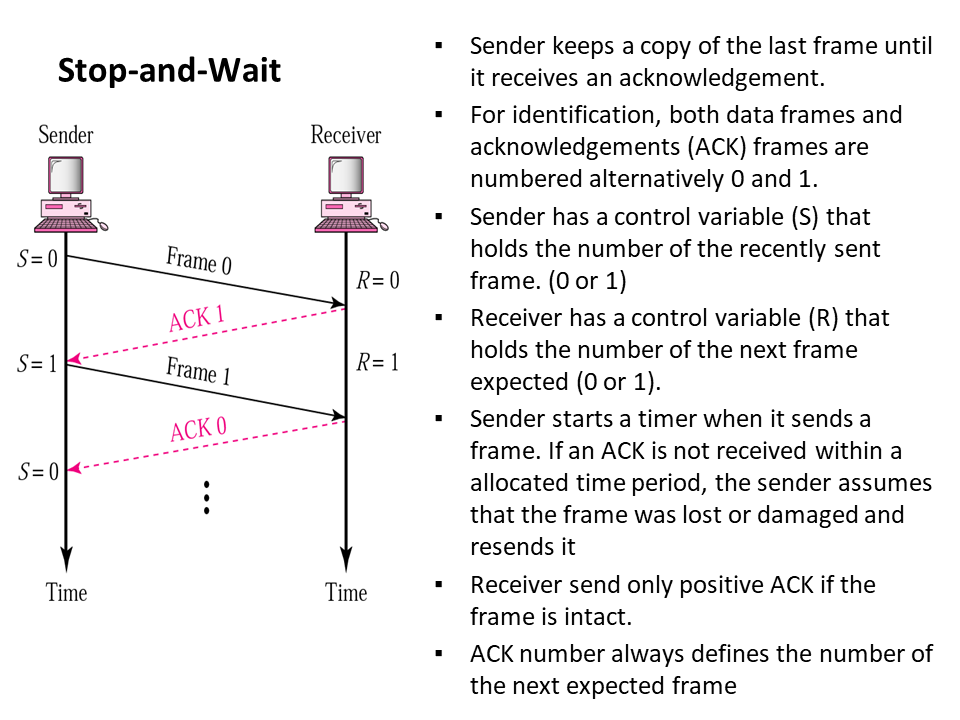 Stop-and-Wait
Sender
Receiver
S = 0
Frame 0
R = 0
ACK 1
S = 1
Frame 1
R = 1
ACK 0
S = 0
Time
Time
▪ Sender keeps a copy of the last frame until
it receives an acknowledgement.
▪ For identification, both data frames and
acknowledgements (ACK) frames are
numbered alternatively 0 and 1.
▪ Sender has a control variable (S) that
holds the number of the recently sent
frame. (0 or 1)
▪ Receiver has a control variable (R) that
holds the number of the next frame
expected (0 or 1).
▪ Sender starts a timer when it sends a
frame. If an ACK is not received within a
allocated time period, the sender assumes
that the frame was lost or damaged and
resends it
▪ Receiver send only positive ACK if the
frame is intact.
▪ ACK number always defines the number of
the next expected frame